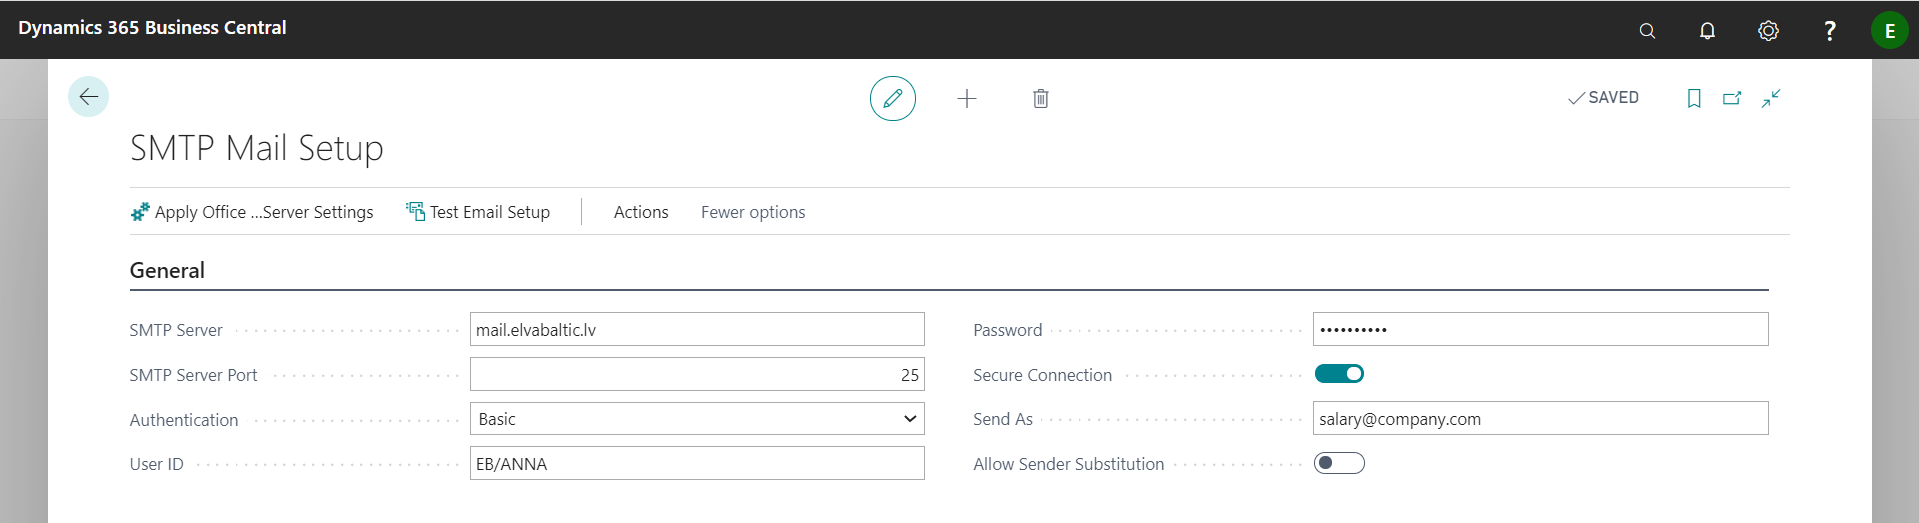 Dynamics 365 Business Central
?
E
SAVED
SMTP Mail Setup
Apply Office ...Server Settings
Test Email Setup
Actions
Fewer options
General
SMTP Server
mail.elvabaltic.lv
Password
••••••••••
SMTP Server Port
25
Secure Connection
Authentication
Basic
Send As
salary@company.com
User ID
EB/ANNA
Allow Sender Substitution